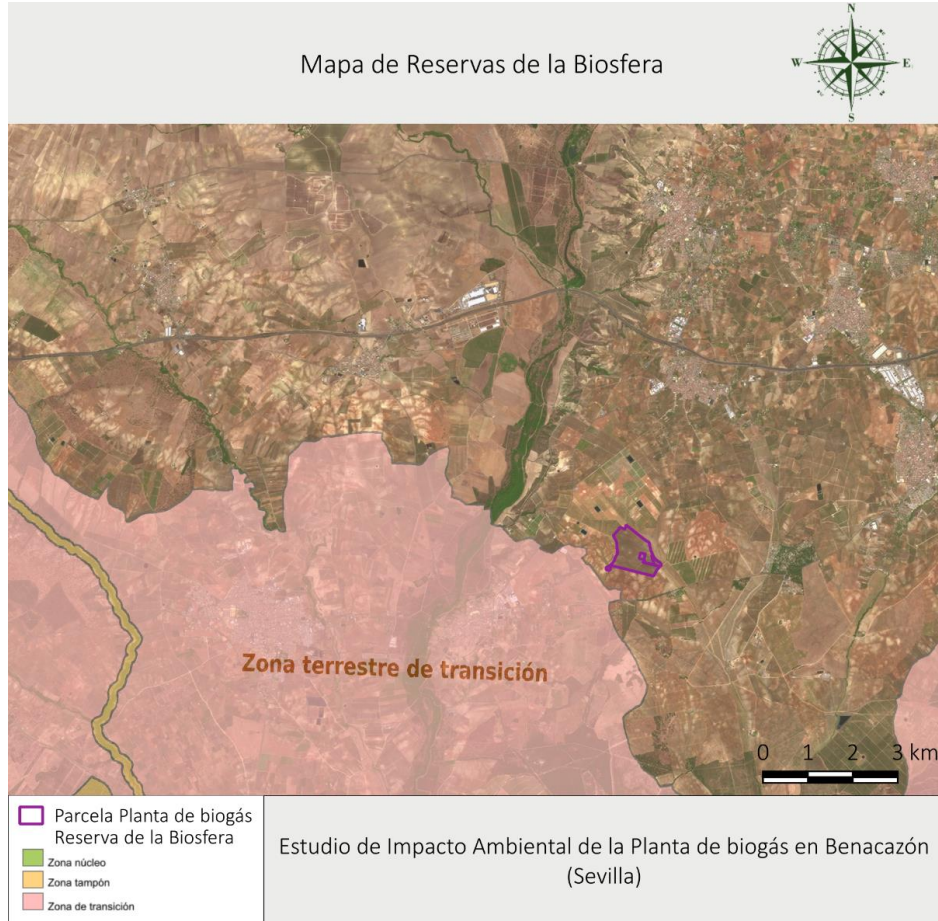 Mapa de Reservas de la Biosfera
N
W
E
S
Zona terrestre de transición
0 1 2 3 km
Parcela Planta de biogás
Reserva de la Biosfera
Zona núcleo
Zona tampón
Zona de transición
Estudio de Impacto Ambiental de la Planta de biogás en Benacazón
(Sevilla)